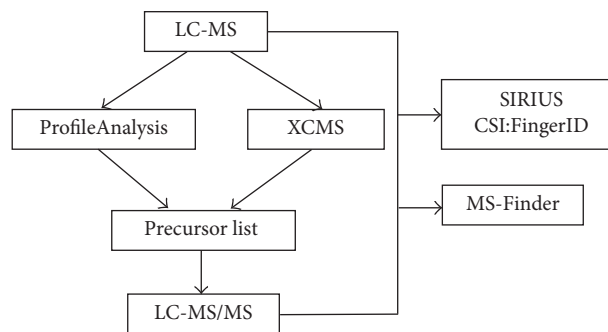 LC-MS
ProfileAnalysis
XCMS
SIRIUS
CSI:FingerID
MS-Finder
Precursor list
LC-MS/MS